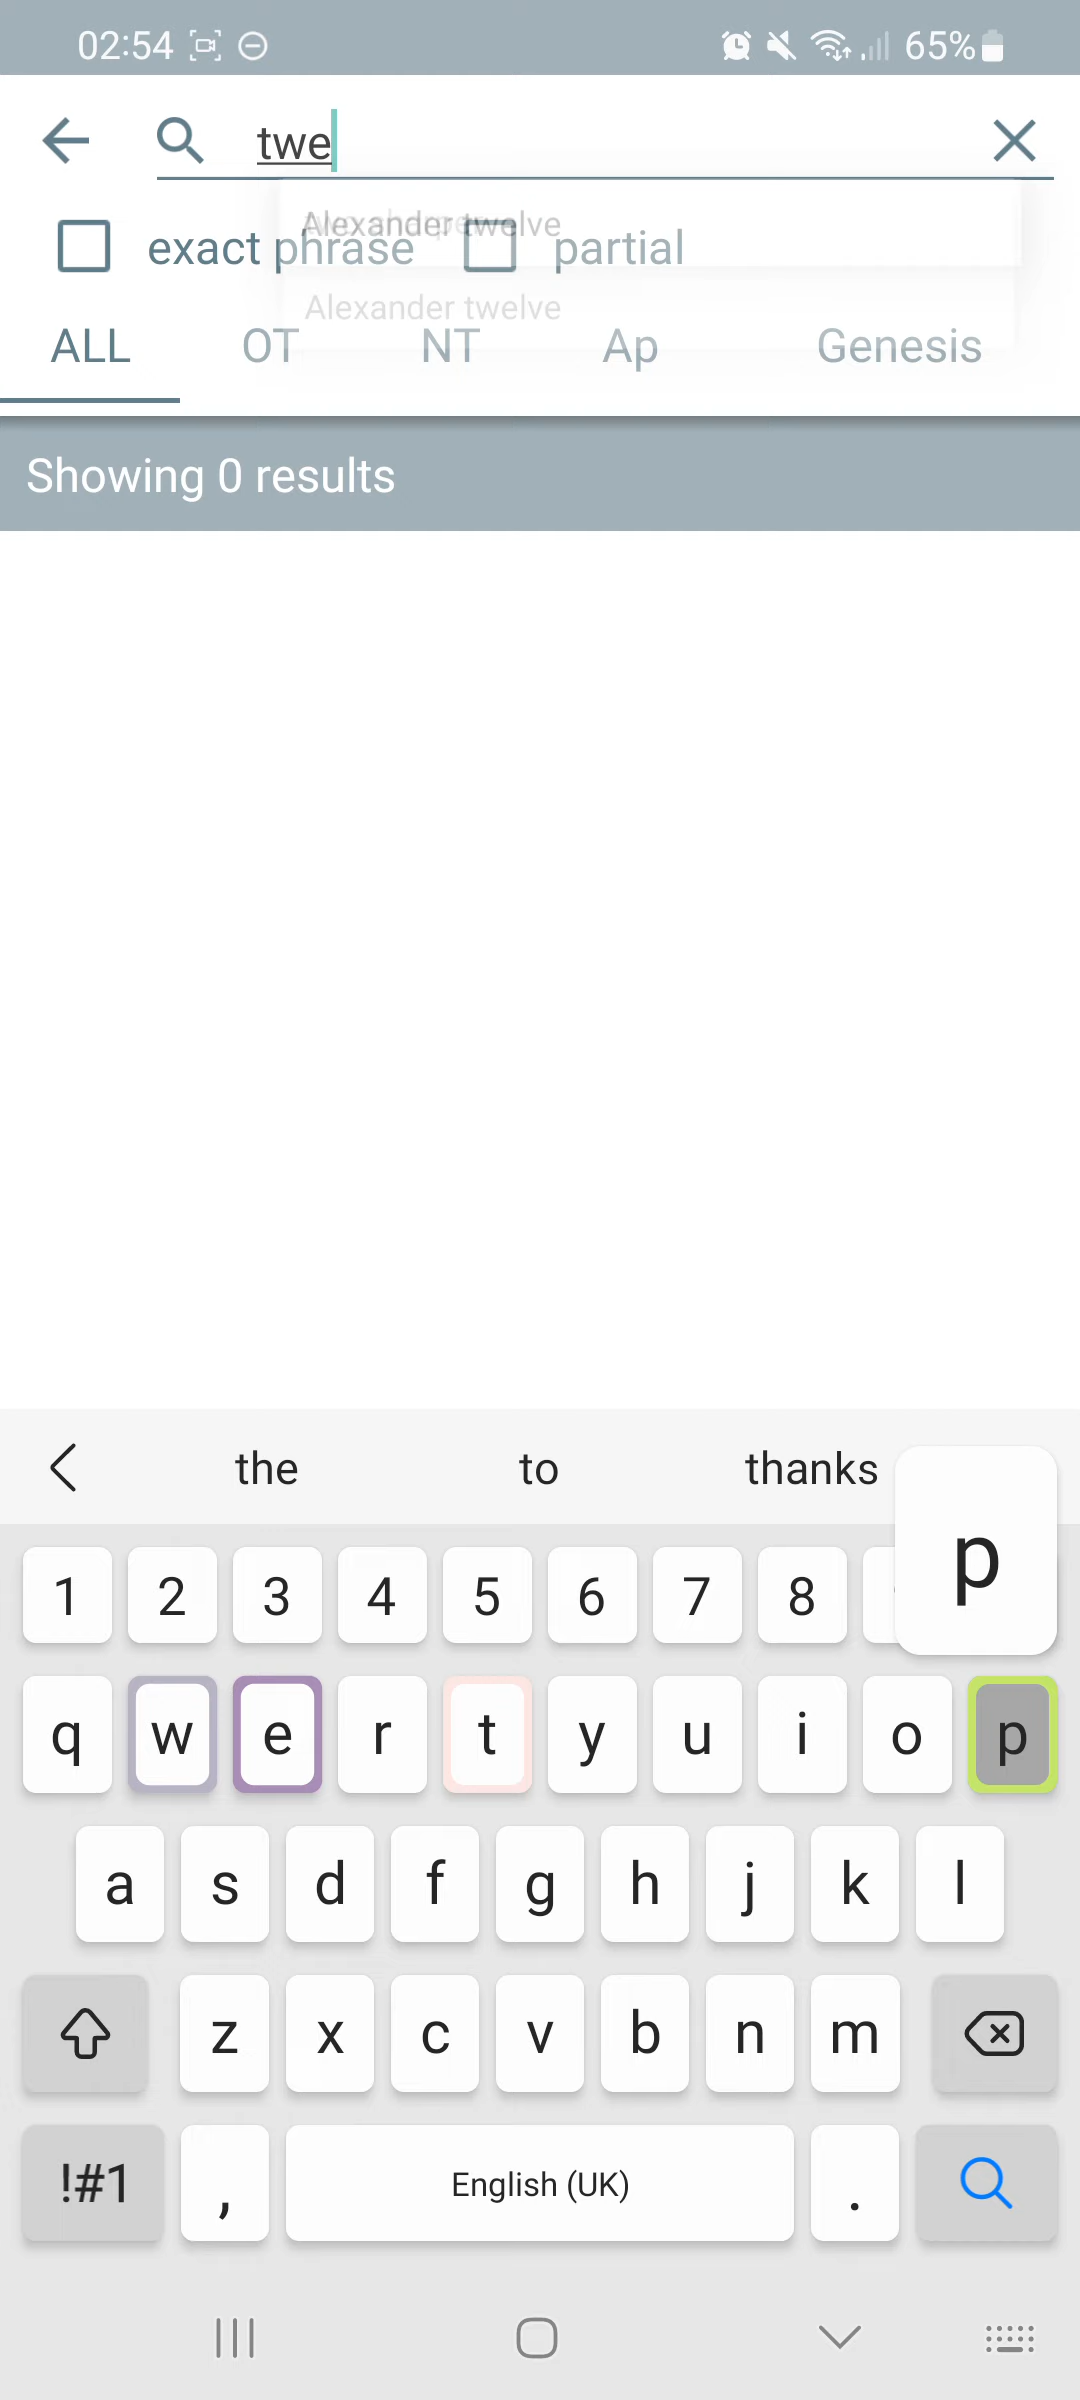 02:54 65%
twe
Alexander twelve
exact phrase partial
Alexander twelve
ALL OT NT Ap Genesis
Showing 0 results
the to thanks
p
1 2 3 4 5 6 7 8
q w e r t y u i o p
a s d f g h j k l
z x c v b n m
!#1 , English (UK) .